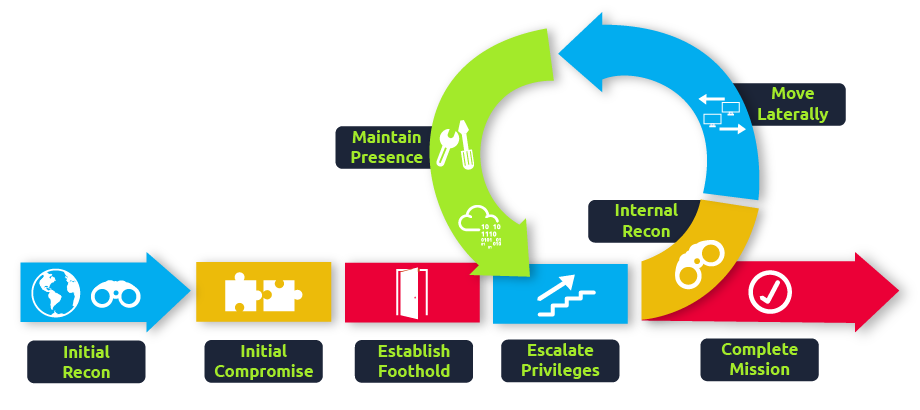 Move
Laterally
Maintain
Presence
10 10
1110
Internal
Recon
Initial
Recon
Initial
Compromise
Establish
Foothold
Escalate
Privileges
Complete
Mission